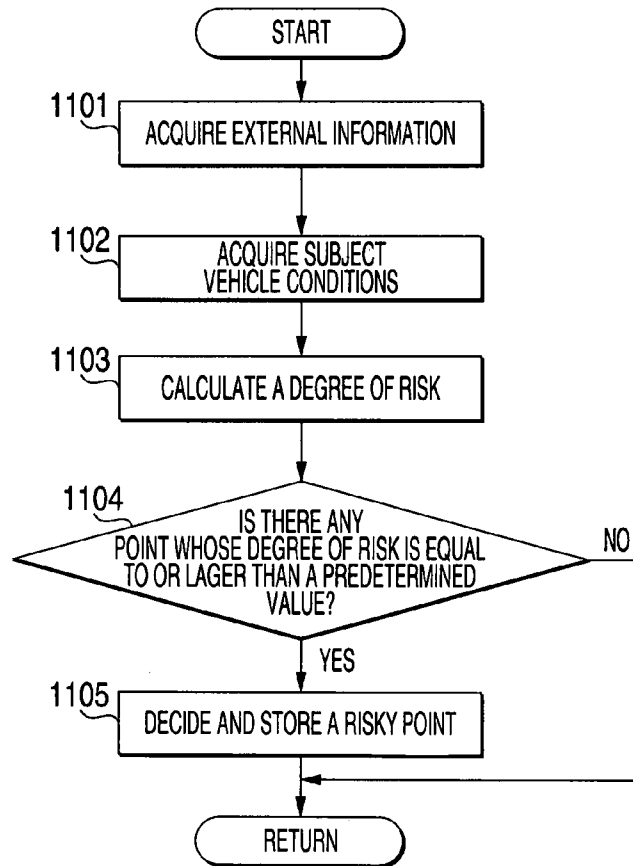 START
1101
ACQUIRE EXTERNAL INFORMATION
1102
ACQUIRE SUBJECT
VEHICLE CONDITIONS
1103
CALCULATE A DEGREE OF RISK
1104
IS THERE ANY
POINT WHOSE DEGREE OF RISK IS EQUAL
TO OR LAGER THAN A PREDETERMINED
VALUE?
NO
YES
1105
DECIDE AND STORE A RISKY POINT
RETURN